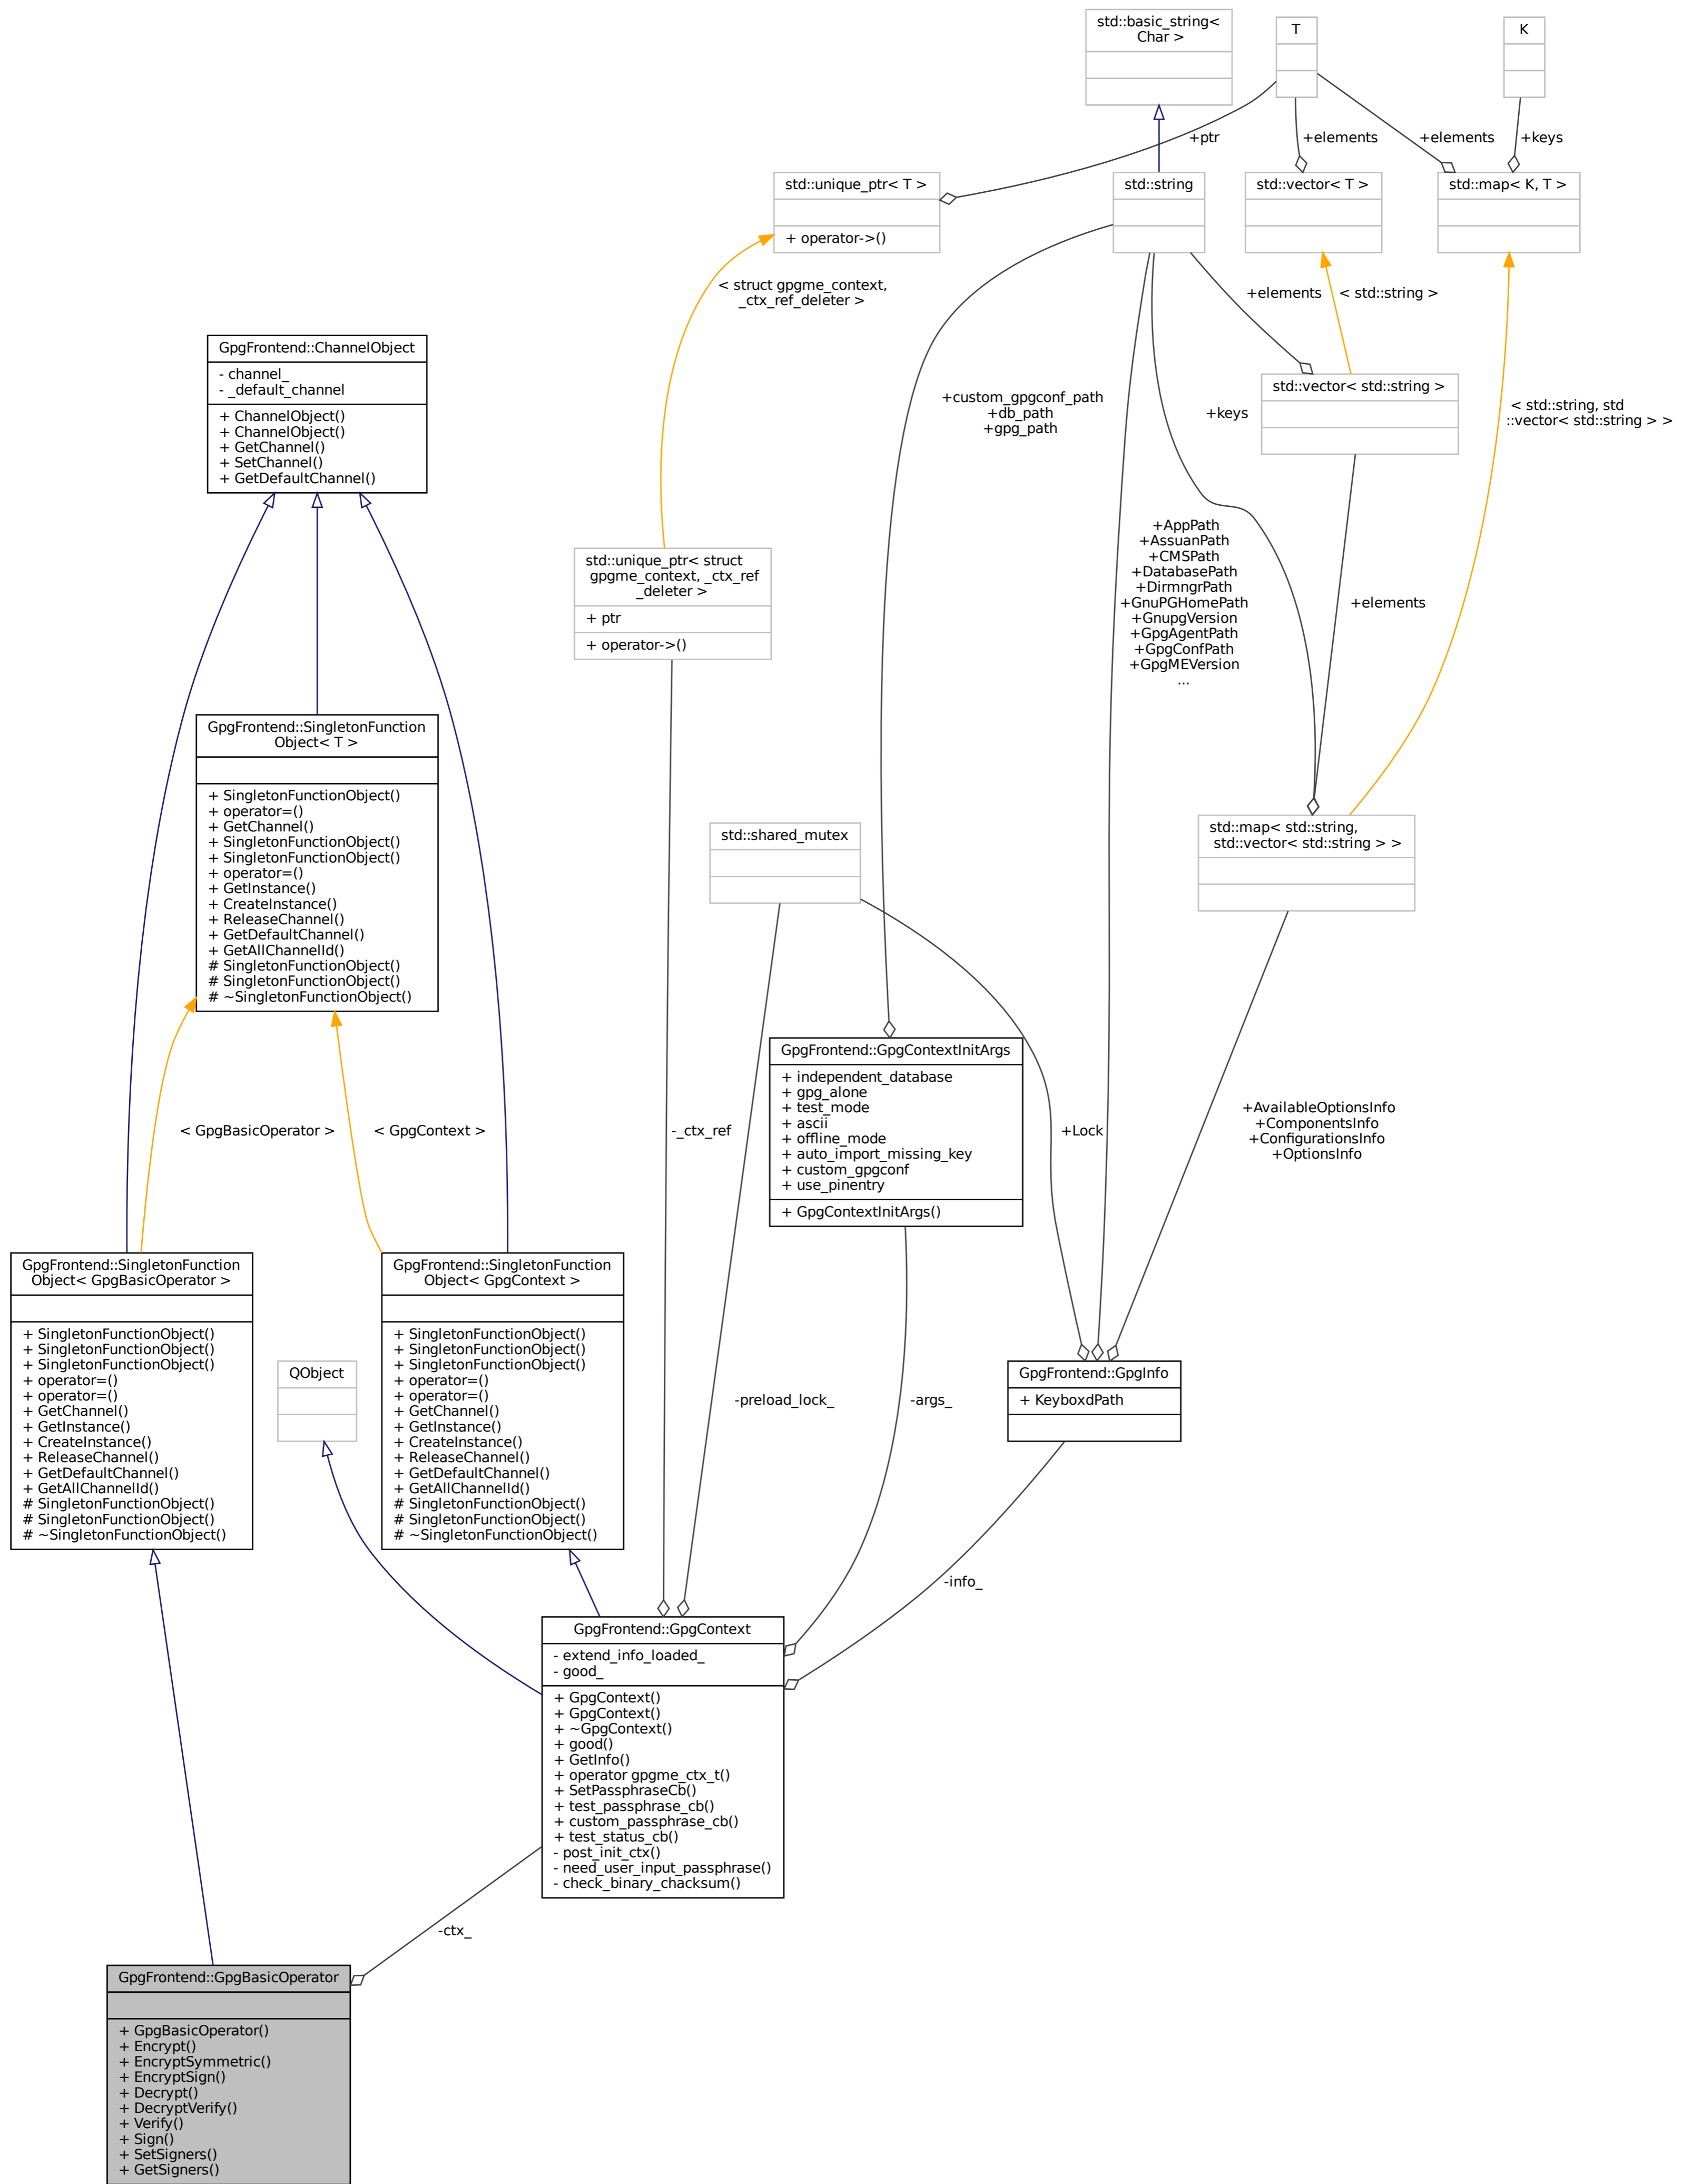 std::basic_string<
Char >
T
K
+ptr
+elements
+elements
+keys
std::unique_ptr< T >
+ operator->()
std::string
std::vector< T >
std::map< K, T >
< struct gpgme_context,
_ctx_ref_deleter >
+elements
< std::string >
GpgFrontend::ChannelObject
- channel_
- _default_channel
+ ChannelObject()
+ ChannelObject()
+ GetChannel()
+ SetChannel()
+ GetDefaultChannel()
+custom_gpgconf_path
+db_path
+gpg_path
+keys
std::vector< std::string >
< std::string, std
::vector< std::string > >
std::unique_ptr< struct
gpgme_context, _ctx_ref
_deleter >
+ ptr
+ operator->()
+AppPath
+AssuanPath
+CMSPath
+DatabasePath
+DirmngrPath
+GnuPGHomePath
+GnupgVersion
+GpgAgentPath
+GpgConfPath
+GpgMEVersion
...
+elements
GpgFrontend::SingletonFunction
Object< T >
+ SingletonFunctionObject()
+ operator=()
+ GetChannel()
+ SingletonFunctionObject()
+ SingletonFunctionObject()
+ operator=()
+ GetInstance()
+ CreateInstance()
+ ReleaseChannel()
+ GetDefaultChannel()
+ GetAllChannelId()
# SingletonFunctionObject()
# SingletonFunctionObject()
# ~SingletonFunctionObject()
std::shared_mutex
std::map< std::string,
std::vector< std::string > >
GpgFrontend::GpgContextInitArgs
+ independent_database
+ gpg_alone
+ test_mode
+ ascii
+ offline_mode
+ auto_import_missing_key
+ custom_gpgconf
+ use_pinentry
+ GpgContextInitArgs()
< GpgBasicOperator >
< GpgContext >
-_ctx_ref
+Lock
+AvailableOptionsInfo
+ComponentsInfo
+ConfigurationsInfo
+OptionsInfo
GpgFrontend::SingletonFunction
Object< GpgBasicOperator >
+ SingletonFunctionObject()
+ SingletonFunctionObject()
+ SingletonFunctionObject()
+ operator=()
+ operator=()
+ GetChannel()
+ GetInstance()
+ CreateInstance()
+ ReleaseChannel()
+ GetDefaultChannel()
+ GetAllChannelId()
# SingletonFunctionObject()
# SingletonFunctionObject()
# ~SingletonFunctionObject()
QObject
GpgFrontend::SingletonFunction
Object< GpgContext >
+ SingletonFunctionObject()
+ SingletonFunctionObject()
+ SingletonFunctionObject()
+ operator=()
+ operator=()
+ GetChannel()
+ GetInstance()
+ CreateInstance()
+ ReleaseChannel()
+ GetDefaultChannel()
+ GetAllChannelId()
# SingletonFunctionObject()
# SingletonFunctionObject()
# ~SingletonFunctionObject()
-preload_lock_
-args_
GpgFrontend::GpgInfo
+ KeyboxdPath
-info_
GpgFrontend::GpgContext
- extend_info_loaded_
- good_
+ GpgContext()
+ GpgContext()
+ ~GpgContext()
+ good()
+ GetInfo()
+ operator gpgme_ctx_t()
+ SetPassphraseCb()
+ test_passphrase_cb()
+ custom_passphrase_cb()
+ test_status_cb()
- post_init_ctx()
- need_user_input_passphrase()
- check_binary_chacksum()
-ctx_
GpgFrontend::GpgBasicOperator
+ GpgBasicOperator()
+ Encrypt()
+ EncryptSymmetric()
+ EncryptSign()
+ Decrypt()
+ DecryptVerify()
+ Verify()
+ Sign()
+ SetSigners()
+ GetSigners()